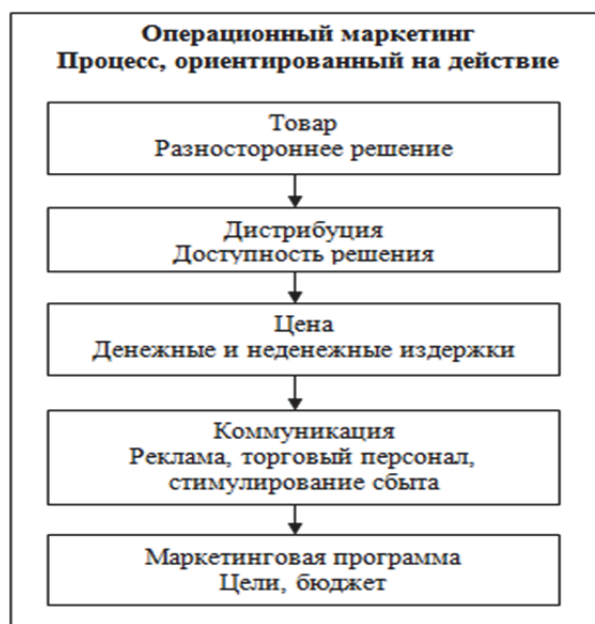 Операционный маркетинг
Процесс, ориентированный на действие
Товар
Разностороннее решение
Дистрибуция
Доступность решения
Цена
Денежные и неденежные издержки
Коммуникация
Реклама, торговый персонал,
стимулирование сбыта
Маркетинговая программа
Цели, бюджет